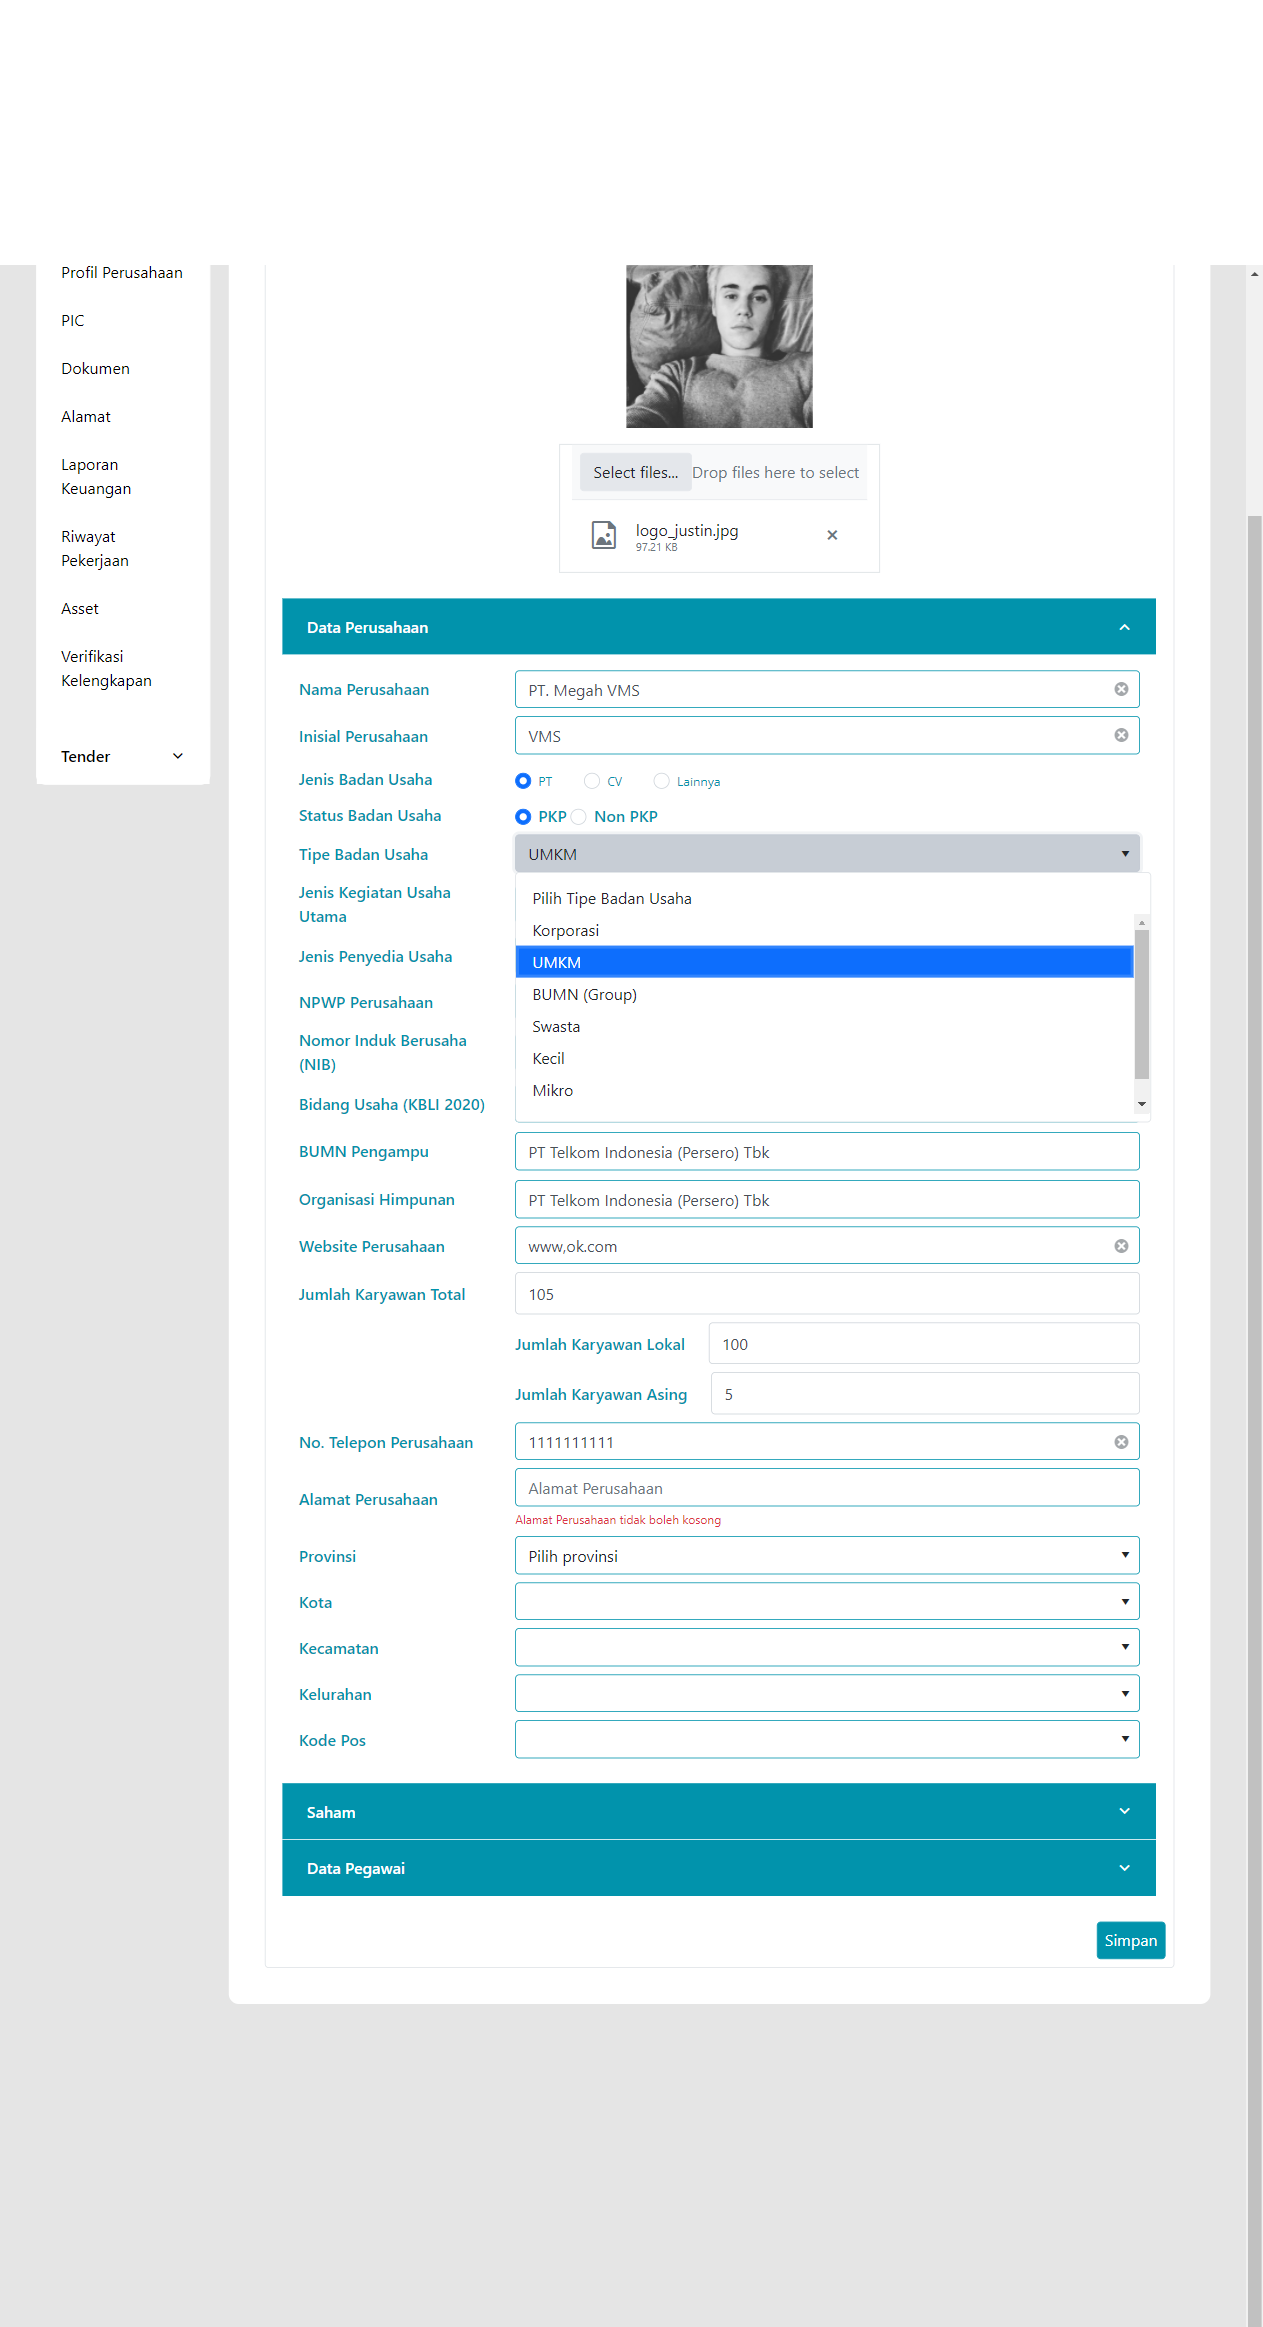 Profil Perusahaan
PIC
Dokumen
Alamat
Laporan
Keuangan
Riwayat
Pekerjaan
Asset
Verifikasi
Kelengkapan
Tender
Select files... Drop files here to select
logo_justin.jpg
97.21 KB
Data Perusahaan
Nama Perusahaan PT. Megah VMS
Inisial Perusahaan VMS
Jenis Badan Usaha PT CV Lainnya
Status Badan Usaha PKP Non PKP
Tipe Badan Usaha UMKM
Pilih Tipe Badan Usaha
Korporasi
UMKM
BUMN (Group)
Swasta
Kecil
Mikro
Jenis Kegiatan Usaha
Utama
Jenis Penyedia Usaha
NPWP Perusahaan
Nomor Induk Berusaha
(NIB)
Bidang Usaha (KBLI 2020)
BUMN Pengampu PT Telkom Indonesia (Persero) Tbk
Organisasi Himpunan PT Telkom Indonesia (Persero) Tbk
Website Perusahaan www,ok.com
Jumlah Karyawan Total 105
Jumlah Karyawan Lokal 100
Jumlah Karyawan Asing 5
No. Telepon Perusahaan 1111111111
Alamat Perusahaan Alamat Perusahaan
Alamat Perusahaan tidak boleh kosong
Provinsi Pilih provinsi
Kota
Kecamatan
Kelurahan
Kode Pos
Saham
Data Pegawai
Simpan